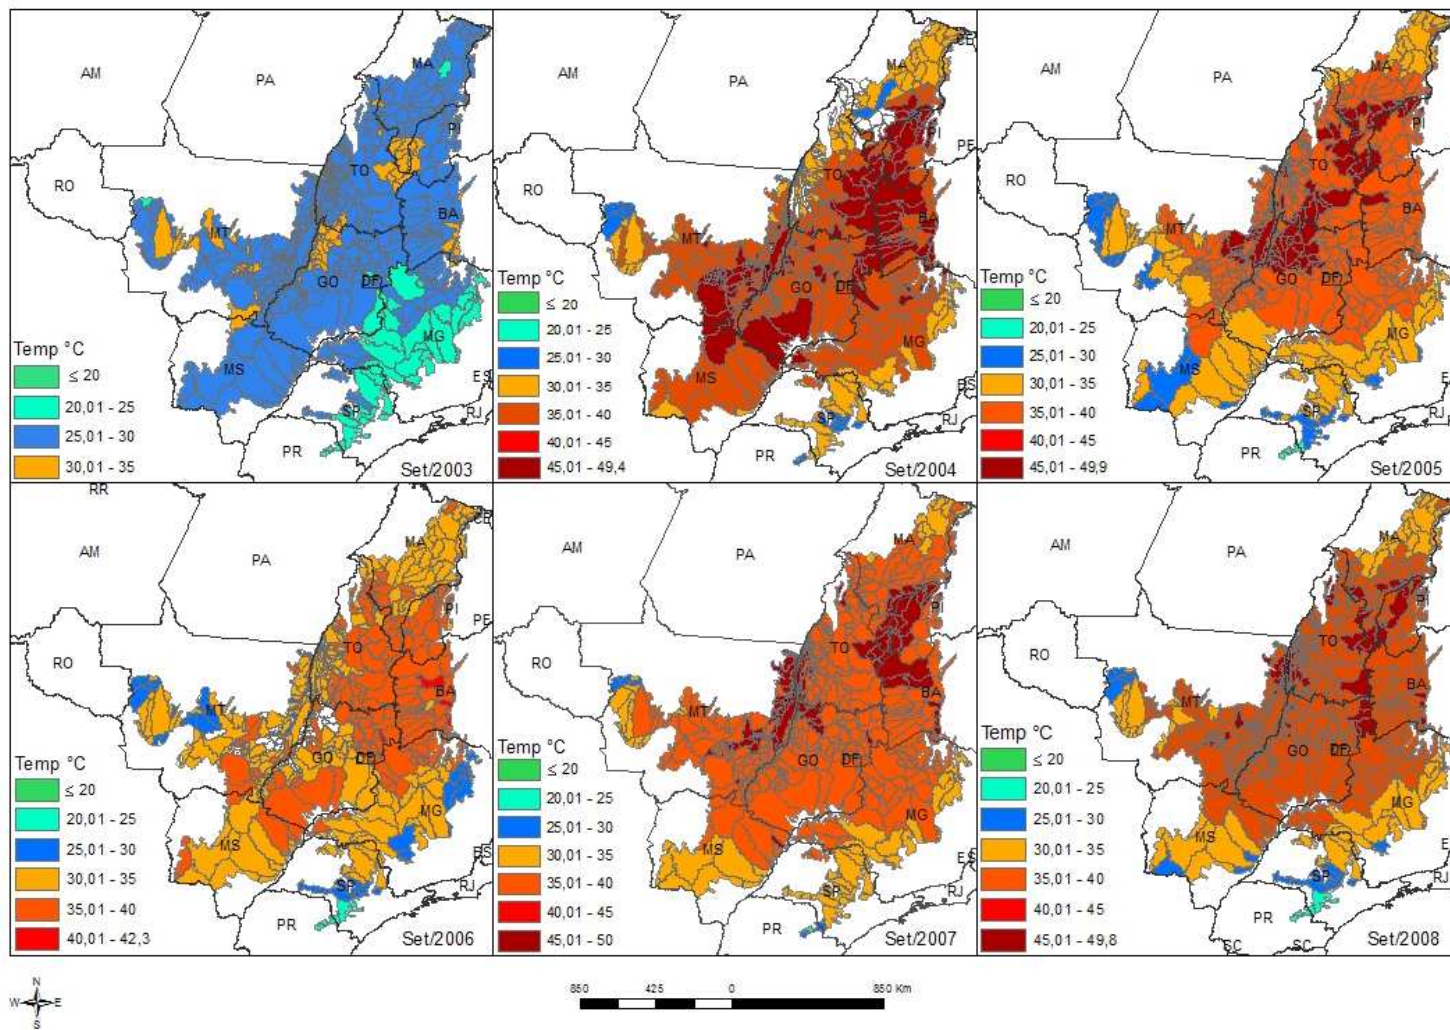 AM
PA
MA
PI
RO
TO
BA
MT
GO
DF
Temp °C
≤ 20
20,01 - 25
25,01 - 30
30,01 - 35
MS
MG
ES
SP
RJ
PR
Set/2003
AM
PA
MA
CE
PI
PE
RO
TO
BA
MT
GO
DF
Temp °C
≤ 20
20,01 - 25
25,01 - 30
30,01 - 35
35,01 - 40
40,01 - 45
45,01 - 49,4
MS
MG
ES
SP
RJ
PR
Set/2004
AM
PA
MA
PI
RO
TO
BA
MT
GO
DF
Temp °C
≤ 20
20,01 - 25
25,01 - 30
30,01 - 35
35,01 - 40
40,01 - 45
45,01 - 49,9
MS
MG
E
SP
RJ
PR
Set/2005
RR
AM
PA
MA
CE
PI
PE
RO
TO
BA
MT
GO
DF
Temp °C
≤ 20
20,01 - 25
25,01 - 30
30,01 - 35
35,01 - 40
40,01 - 42,3
MS
MG
ES
SP
RJ
PR
Set/2006
AM
PA
MA
PI
RO
TO
BA
MT
GO
DF
Temp °C
≤ 20
20,01 - 25
25,01 - 30
30,01 - 35
35,01 - 40
40,01 - 45
45,01 - 50
MS
MG
ES
SP
RJ
PR
Set/2007
AM
PA
MA
PI
RO
TO
BA
MT
GO
DF
Temp °C
≤ 20
20,01 - 25
25,01 - 30
30,01 - 35
35,01 - 40
40,01 - 45
45,01 - 49,8
MS
MG
E
SP
RJ
PR
SC
SC
Set/2008
N
W
E
S
850
425
0
850 Km